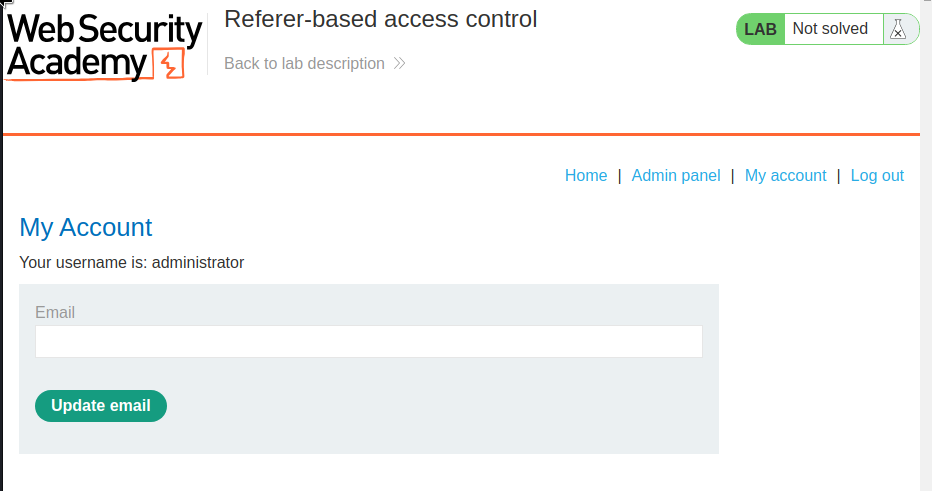 Web Security
Academy
Referer-based access control
Back to lab description
LAB Not solved
Home | Admin panel | My account | Log out
My Account
Your username is: administrator
Email
Update email